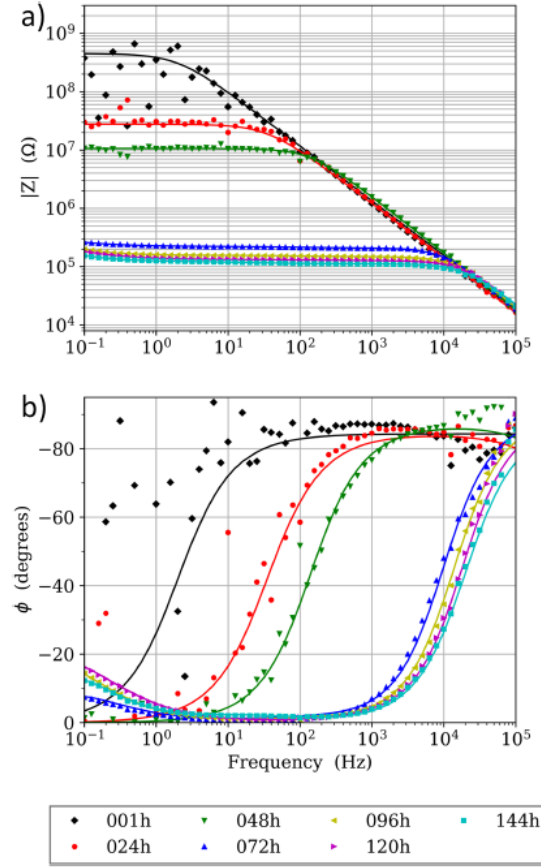 a)
10⁹
10⁸
10⁷
10⁶
10⁵
10⁴
|Z| (Ω)
10⁻¹ 10⁰ 10¹ 10² 10³ 10⁴ 10⁵
b)
−80
−60
−40
−20
0
ϕ (degrees)
10⁻¹ 10⁰ 10¹ 10² 10³ 10⁴ 10⁵
Frequency (Hz)
001h 048h 096h 144h
024h 072h 120h